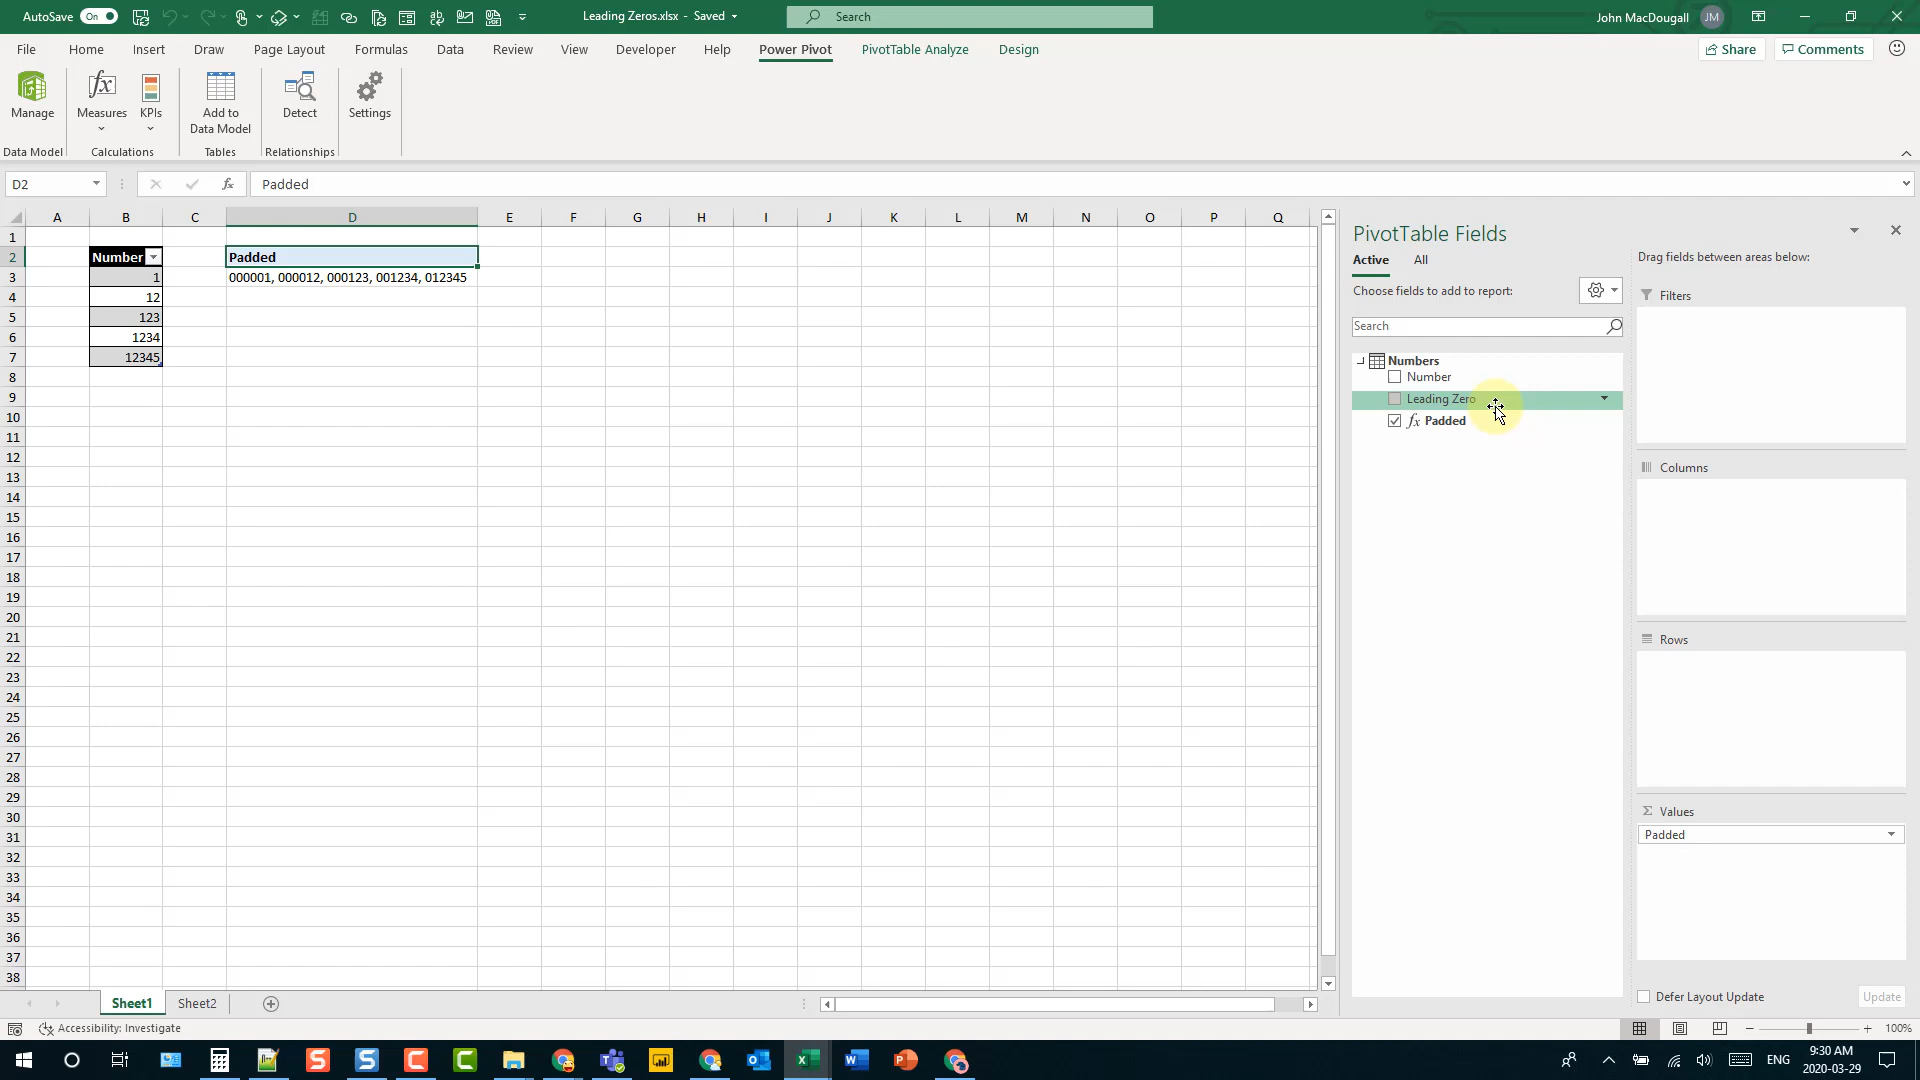 AutoSave On Leading Zeros.xlsx - Saved Search John MacDougall JM
File Home Insert Draw Page Layout Formulas Data Review View Developer Help Power Pivot PivotTable Analyze Design Share Comments
Manage Measures KPIs Add to Data Model Detect Settings
Data Model Calculations Tables Relationships
D2 fx Padded
A B C D E F G H I J K L M N O P Q
1
2 Number Padded
3 1 000001, 000012, 000123, 001234, 012345
4 12
5 123
6 1234
7 12345
8
9
10
11
12
13
14
15
16
17
18
19
20
21
22
23
24
25
26
27
28
29
30
31
32
33
34
35
36
37
38
PivotTable Fields
Active All
Choose fields to add to report:
Search
Numbers
Number
Leading Zero
fx Padded
Drag fields between areas below:
Filters
Columns
Rows
Σ Values
Padded
Defer Layout Update Update
Sheet1 Sheet2
Accessibility: Investigate 100%
ENG 9:30 AM
2020-03-29